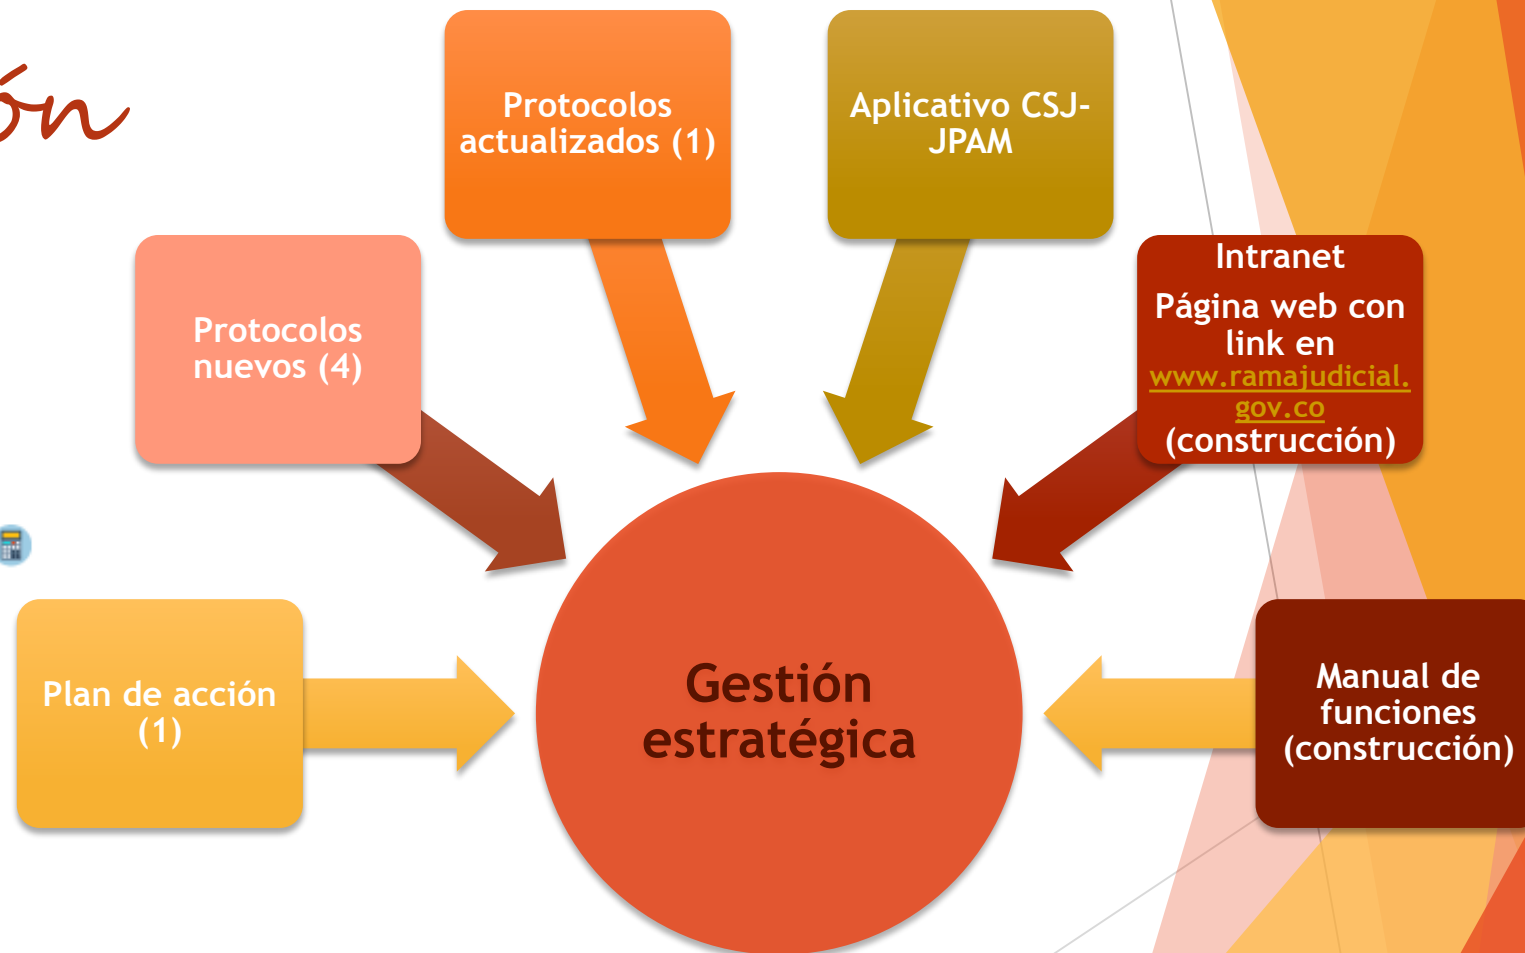 ón
Protocolos
actualizados (1)
Aplicativo CSJ-
JPAM
Protocolos
nuevos (4)
Intranet
Página web con
link en
www.ramajudicial.
gov.co
(construcción)
Plan de acción
(1)
Gestión
estratégica
Manual de
funciones
(construcción)